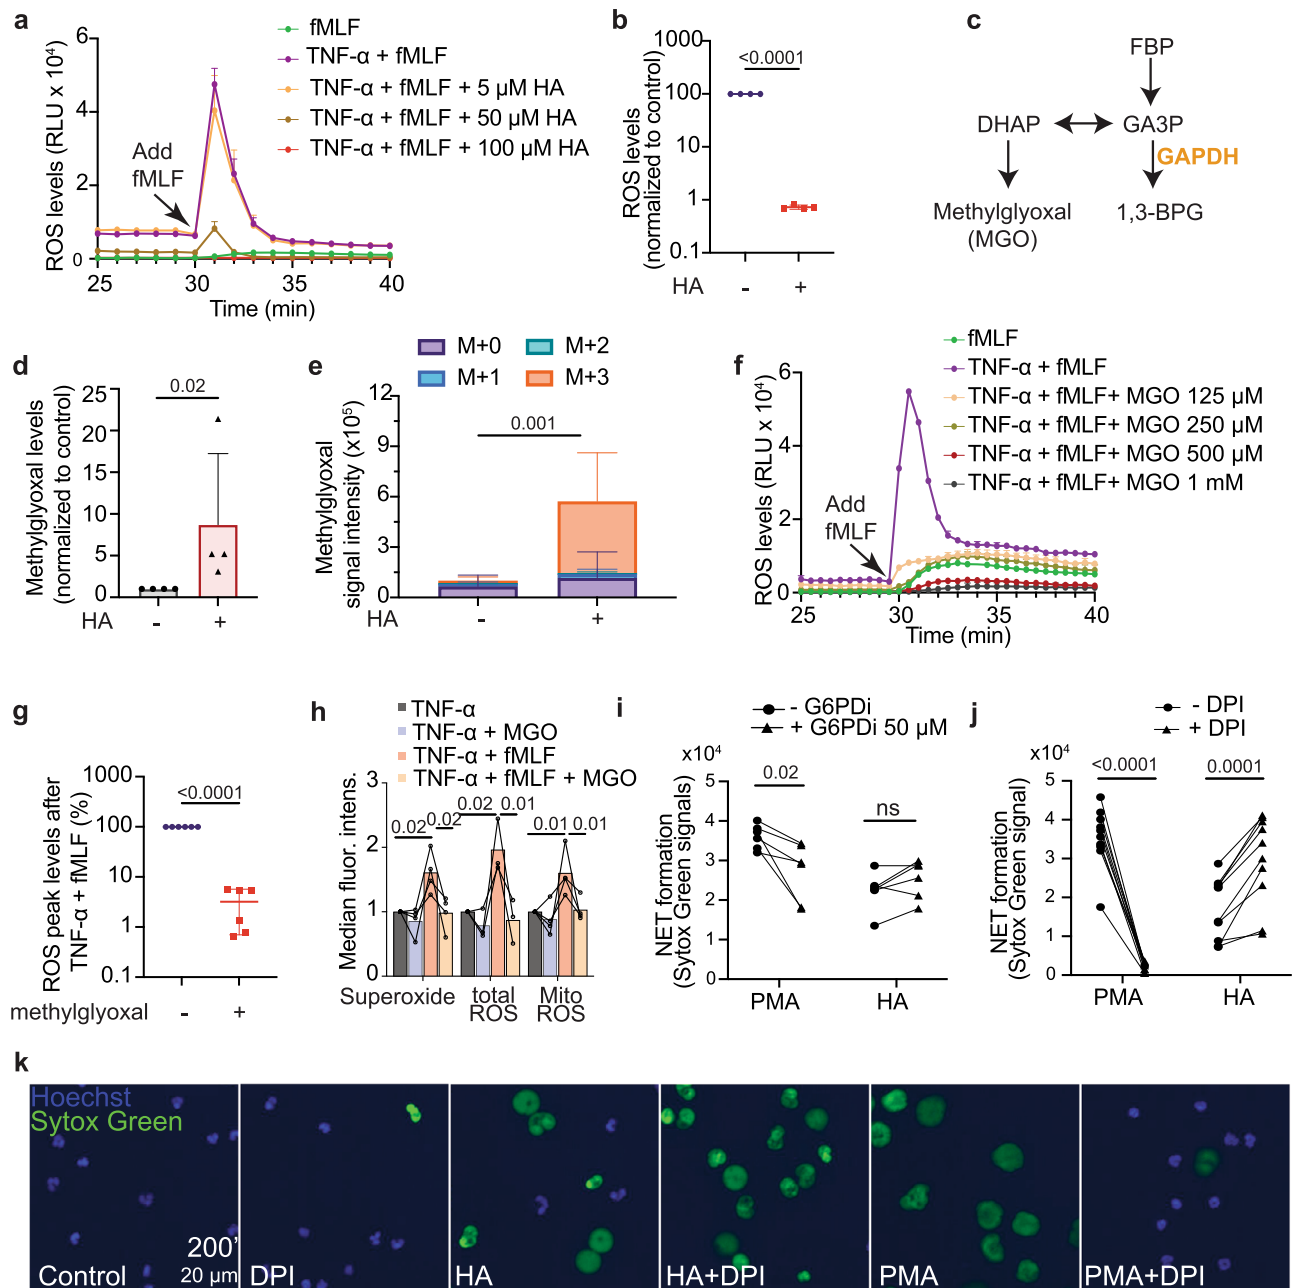 a
ROS levels (RLU x 10⁴)
6
4
2
0
25
30
35
40
Time (min)
Add
fMLF
fMLF
TNF-α + fMLF
TNF-α + fMLF + 5 µM HA
TNF-α + fMLF + 50 µM HA
TNF-α + fMLF + 100 µM HA
b
ROS levels
(normalized to control)
1000
100
10
1
0.1
<0.0001
HA
-
+
c
FBP
DHAP
GA3P
GAPDH
Methylglyoxal
(MGO)
1,3-BPG
d
Methylglyoxal levels
(normalized to control)
25
20
15
10
5
0
0.02
HA
-
+
e
M+0
M+2
M+1
M+3
Methylglyoxal
signal intensity (x10⁵)
12
9
6
3
0
0.001
HA
-
+
f
fMLF
TNF-α + fMLF
TNF-α + fMLF+ MGO 125 µM
TNF-α + fMLF+ MGO 250 µM
TNF-α + fMLF+ MGO 500 µM
TNF-α + fMLF+ MGO 1 mM
ROS levels (RLU x 10⁴)
6
4
2
0
Add
fMLF
25
30
35
40
Time (min)
g
ROS peak levels after
TNF-α + fMLF (%)
1000
100
10
1
0.1
<0.0001
methylglyoxal
-
+
h
TNF-α
TNF-α + MGO
TNF-α + fMLF
TNF-α + fMLF + MGO
Median fluor. intens.
3
2
1
0
0.02
0.02
0.02
0.01
0.01
0.01
Superoxide
total
ROS
Mito
ROS
i
- G6PDi
+ G6PDi 50 µM
x10⁴
NET formation
(Sytox Green signals)
5
4
3
2
1
0
0.02
ns
PMA
HA
j
- DPI
+ DPI
x10⁴
NET formation
(Sytox Green signal)
5
4
3
2
1
0
<0.0001
0.0001
PMA
HA
k
Hoechst
Sytox Green
200'
20 µm
Control
DPI
HA
HA+DPI
PMA
PMA+DPI